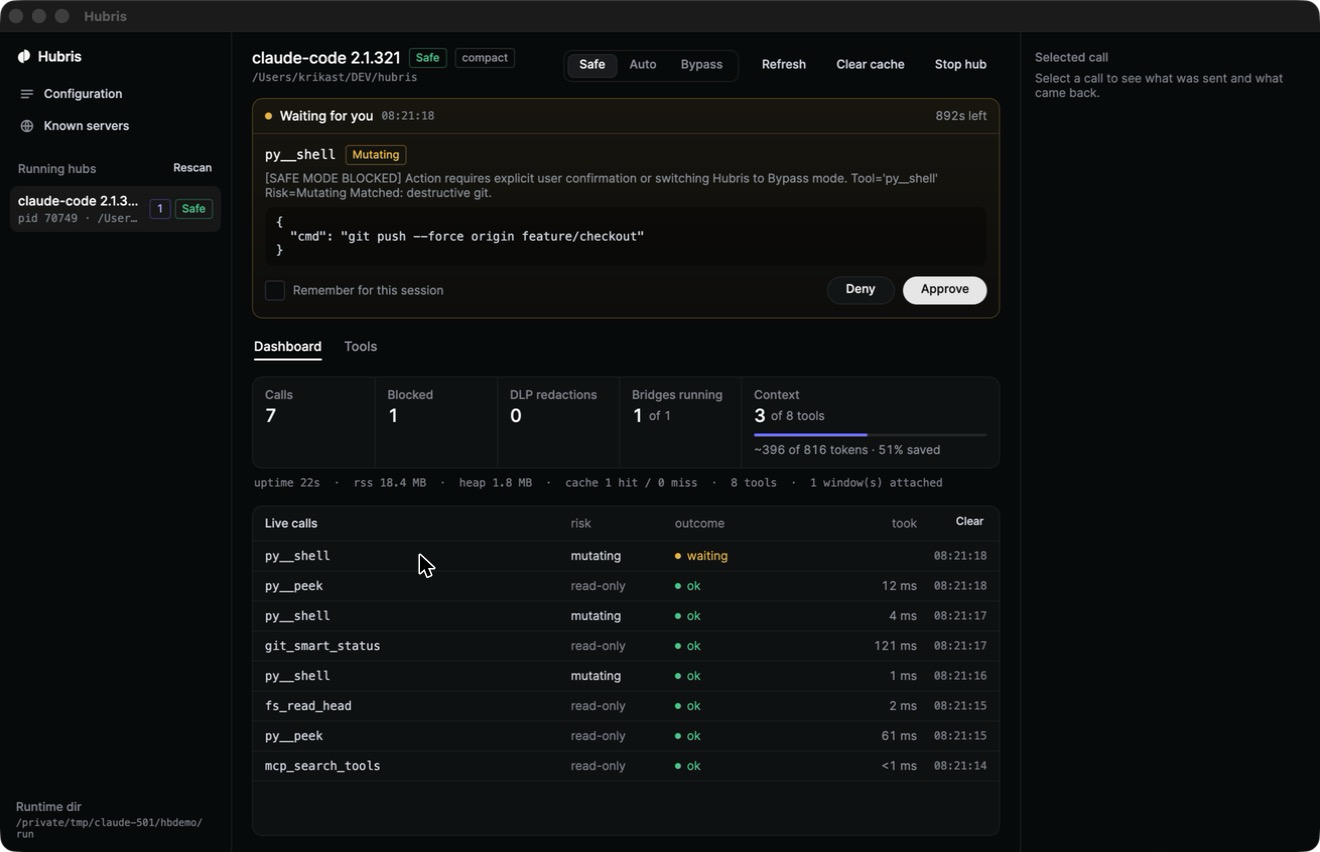 Hubris
Hubris
Configuration
Known servers
Running hubs Rescan
claude-code 2.1.3... 1 Safe
pid 70749 · /User…
Runtime dir
/private/tmp/claude-501/hbdemo/
run
claude-code 2.1.321 Safe compact
/Users/krikast/DEV/hubris
Safe Auto Bypass Refresh Clear cache Stop hub
Waiting for you 08:21:18 892s left
py__shell Mutating
[SAFE MODE BLOCKED] Action requires explicit user confirmation or switching Hubris to Bypass mode. Tool='py__shell'
Risk=Mutating Matched: destructive git.
{
"cmd": "git push --force origin feature/checkout"
}
Remember for this session Deny Approve
Dashboard Tools
Calls Blocked DLP redactions Bridges running Context
7 1 0 1 of 1 3 of 8 tools
~396 of 816 tokens · 51% saved
uptime 22s · rss 18.4 MB · heap 1.8 MB · cache 1 hit / 0 miss · 8 tools · 1 window(s) attached
Live calls risk outcome took Clear
py__shell mutating waiting 08:21:18
py__peek read-only ok 12 ms 08:21:18
py__shell mutating ok 4 ms 08:21:17
git_smart_status read-only ok 121 ms 08:21:17
py__shell mutating ok 1 ms 08:21:16
fs_read_head read-only ok 2 ms 08:21:15
py__peek read-only ok 61 ms 08:21:15
mcp_search_tools read-only ok <1 ms 08:21:14
Selected call
Select a call to see what was sent and what
came back.